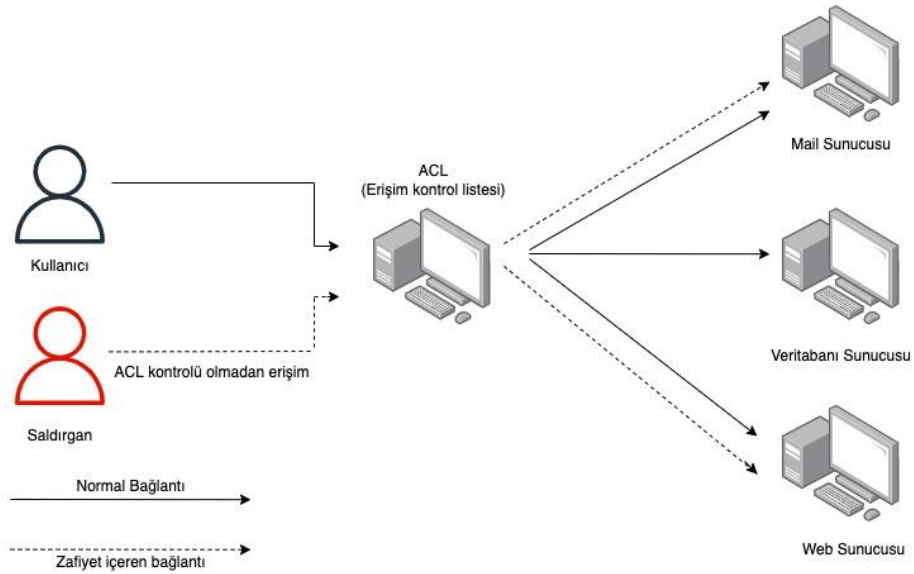 Mail Sunucusu
ACL
(Erişim kontrol listesi)
Kullanıcı
Veritabanı Sunucusu
ACL kontrolü olmadan erişim
Saldırgan
Normal Bağlantı
Web Sunucusu
Zafiyet içeren bağlantı